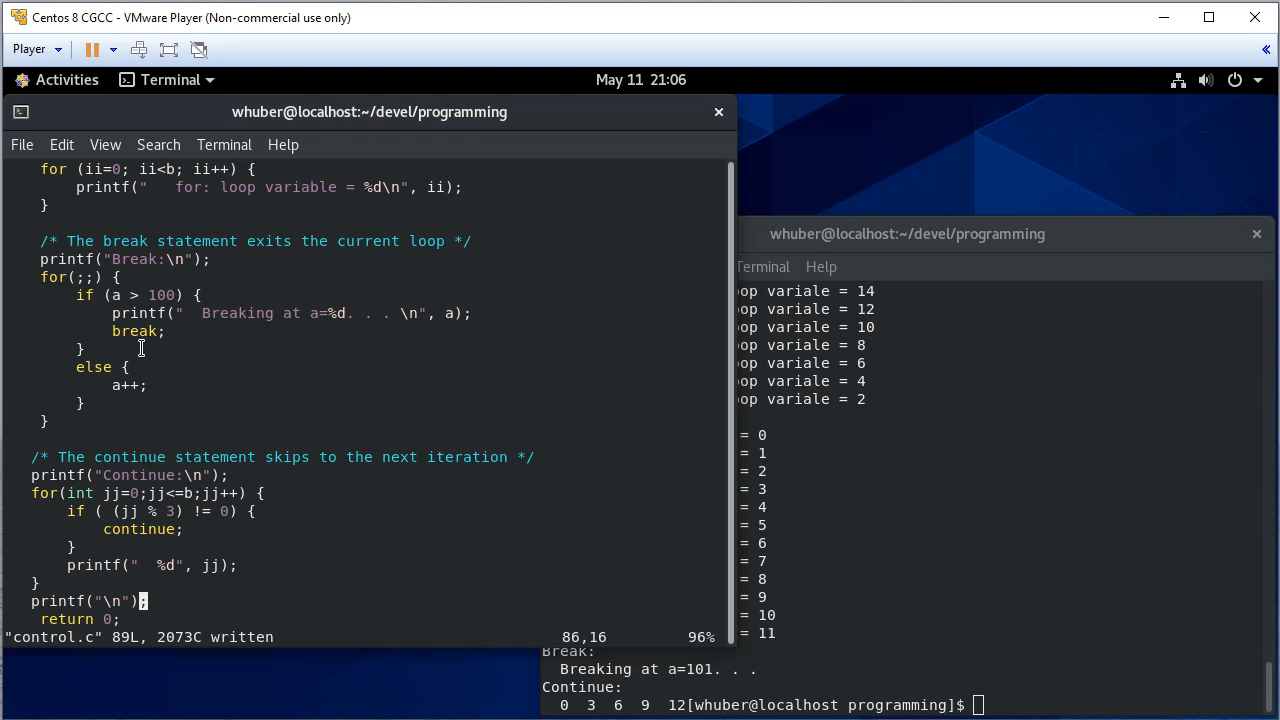 Centos 8 CGCC - VMware Player (Non-commercial use only)
Player
Activities Terminal May 11 21:06
whuber@localhost:~/devel/programming
File Edit View Search Terminal Help
for (ii=0; ii<b; ii++) {
printf("   for: loop variable = %d\n", ii);
}
/* The break statement exits the current loop */
printf("Break:\n");
for(;;) {
if (a > 100) {
printf("  Breaking at a=%d. . . \n", a);
break;
}
else {
a++;
}
}
/* The continue statement skips to the next iteration */
printf("Continue:\n");
for(int jj=0;jj<=b;jj++) {
if ( (jj % 3) != 0) {
continue;
}
printf("  %d", jj);
}
printf("\n");
return 0;
"control.c" 89L, 2073C written 86,16 96%
whuber@localhost:~/devel/programming
Terminal Help
op variale = 14
op variale = 12
op variale = 10
op variale = 8
op variale = 6
op variale = 4
op variale = 2
= 0
= 1
= 2
= 3
= 4
= 5
= 6
= 7
= 8
= 9
= 10
= 11
Break:
Breaking at a=101. . .
Continue:
0  3  6  9  12[whuber@localhost programming]$